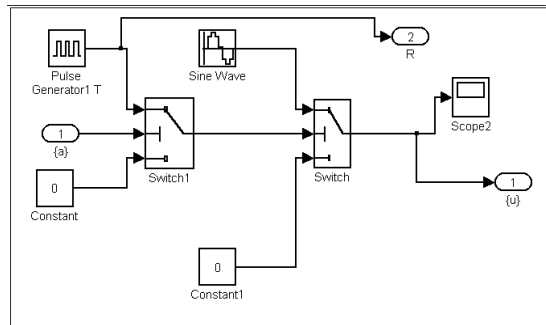 2
R
Pulse
Generator1 T
Sine Wave
Scope2
1
{a}
Switch1
Switch
0
Constant
1
{u}
0
Constant1